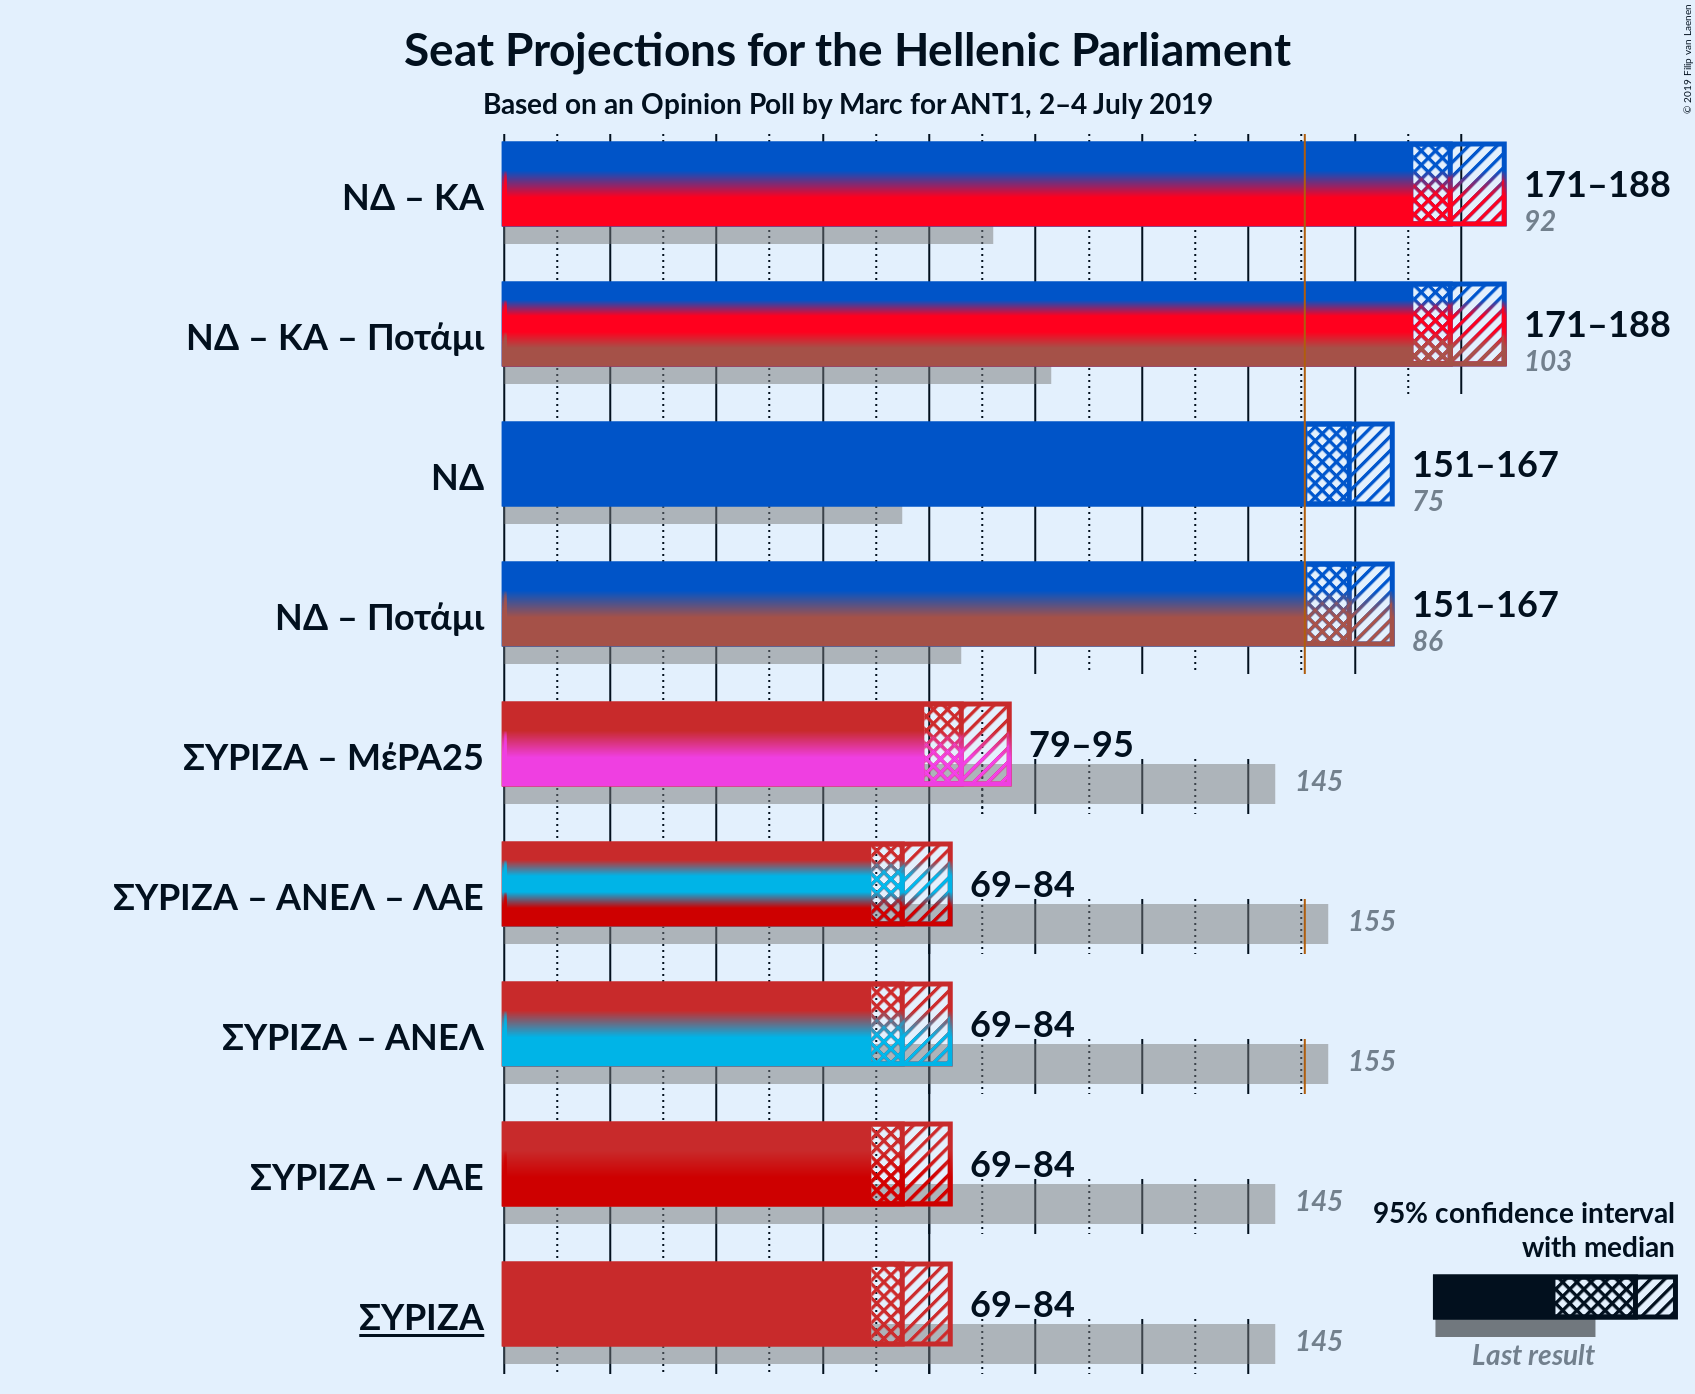 Seat Projections for the Hellenic Parliament
Based on an Opinion Poll by Marc for ANT1, 2–4 July 2019
© 2019 Filip van Laenen
ΝΔ – ΚΑ
171–188
92
ΝΔ – ΚΑ – Ποτάμι
171–188
103
ΝΔ
151–167
75
ΝΔ – Ποτάμι
151–167
86
ΣΥΡΙΖΑ – ΜέΡΑ25
79–95
145
ΣΥΡΙΖΑ – ΑΝΕΛ – ΛΑΕ
69–84
155
ΣΥΡΙΖΑ – ΑΝΕΛ
69–84
155
ΣΥΡΙΖΑ – ΛΑΕ
69–84
145
ΣΥΡΙΖΑ
69–84
145
95% confidence interval
with median
Last result